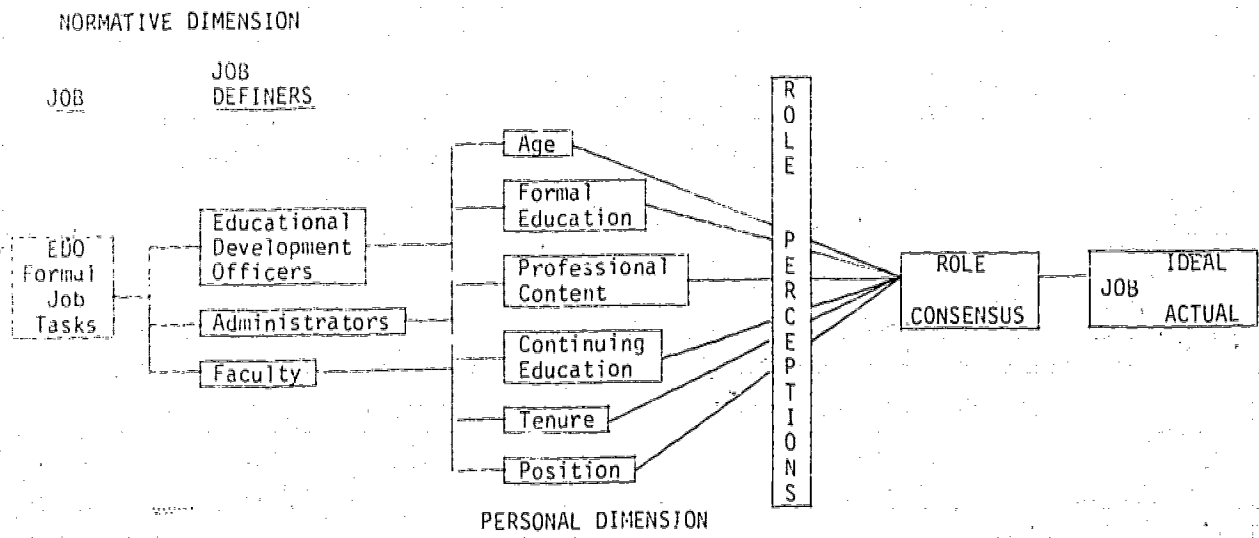 NORMATIVE DIMENSION
JOB
JOB
DEFINERS
EDO
Formal
Job
Tasks
Educational
Development
Officers
Administrators
Faculty
Age
Formal
Education
Professional
Content
Continuing
Education
Tenure
Position
PERSONAL DIMENSION
ROLE PERCEPTIONS
ROLE
CONSENSUS
IDEAL
JOB
ACTUAL